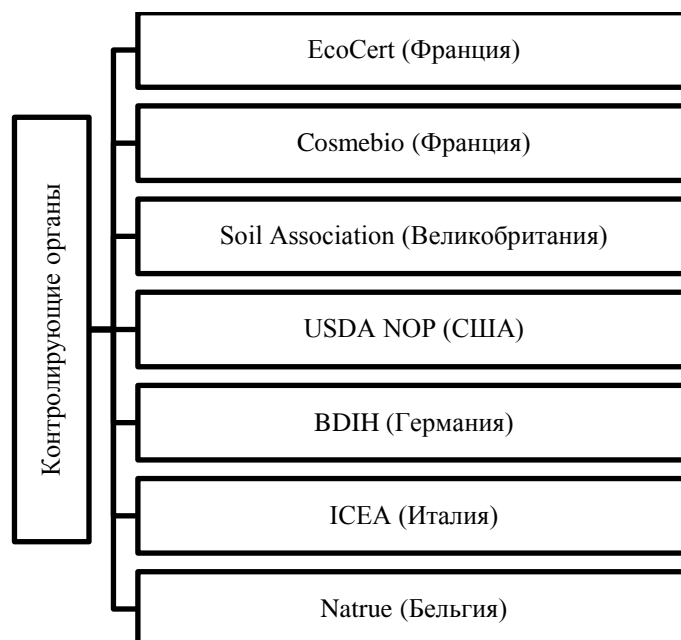 Контролирующие органы
EcoCert (Франция)
Cosmebio (Франция)
Soil Association (Великобритания)
USDA NOP (США)
BDIH (Германия)
ICEA (Италия)
Natrue (Бельгия)